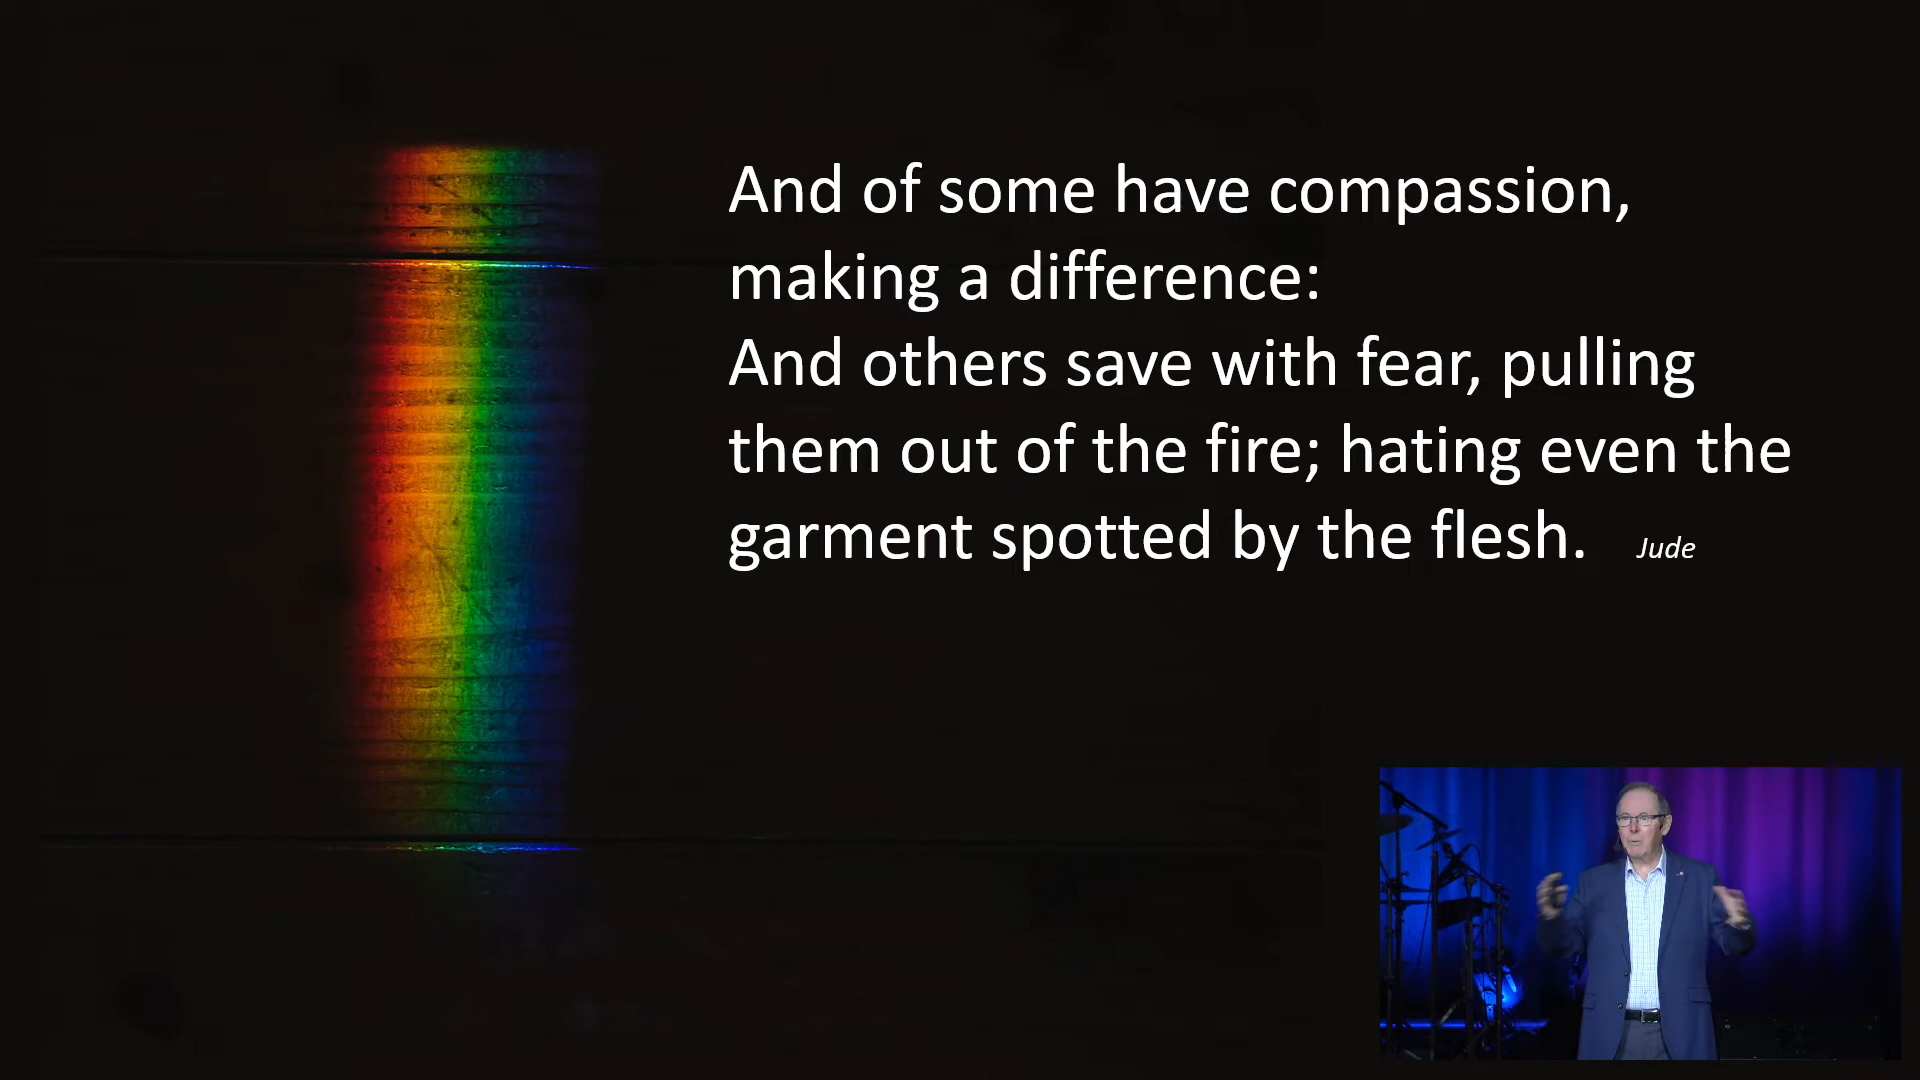 And of some have compassion,
making a difference:
And others save with fear, pulling
them out of the fire; hating even the
garment spotted by the flesh. Jude